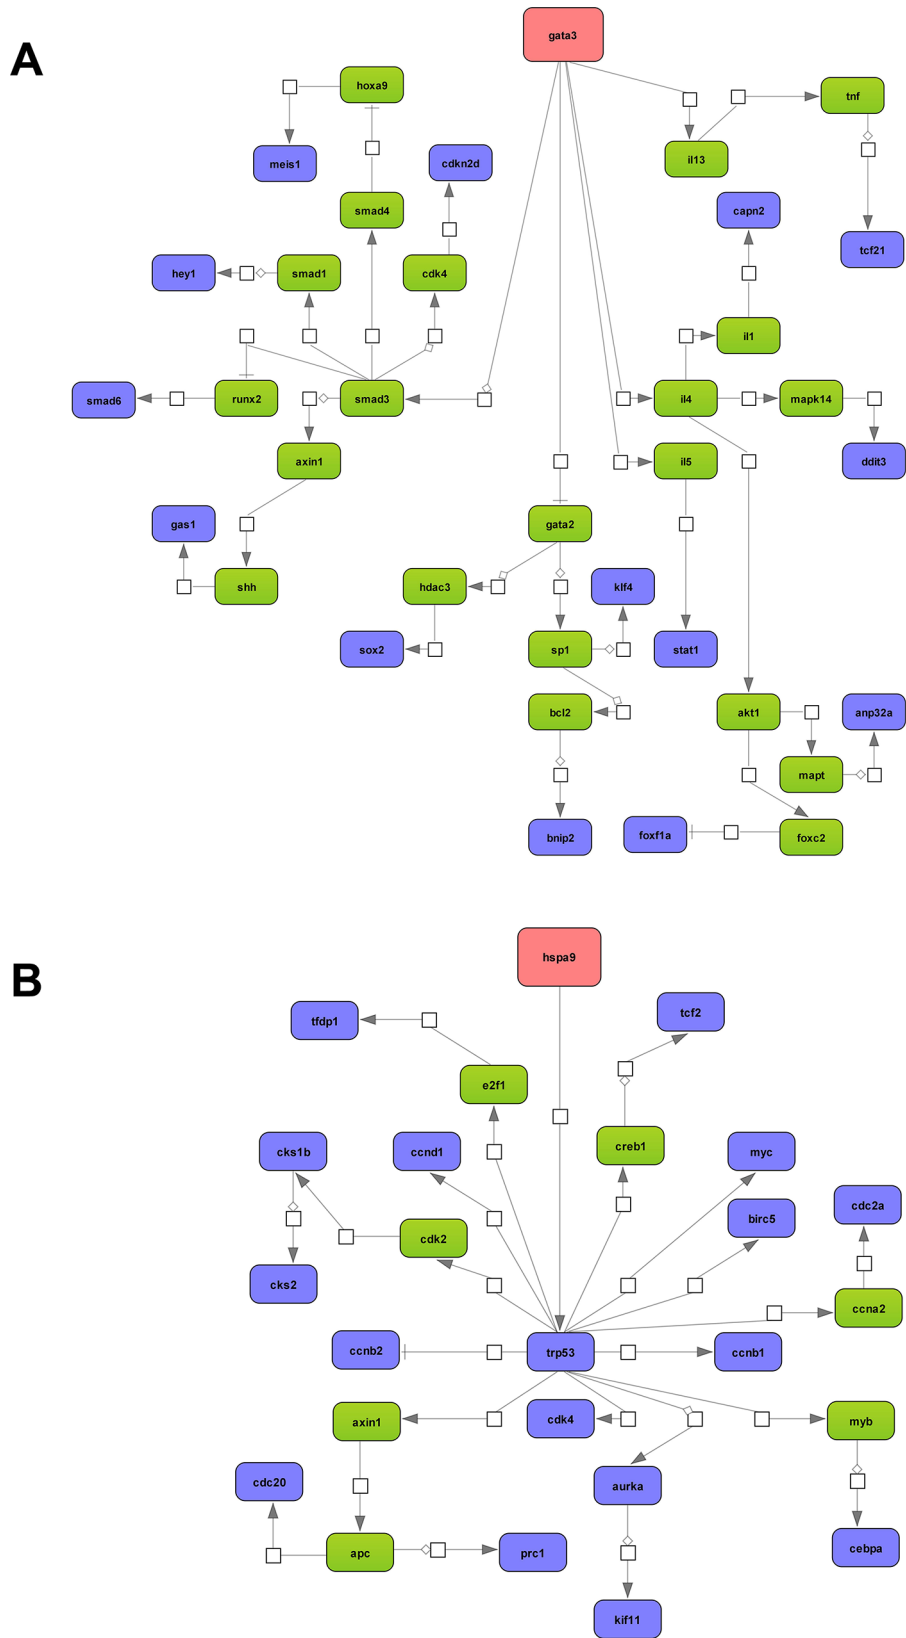 A
gata3
hoxa9
tnf
meis1
cdkn2d
il13
smad4
capn2
tcf21
hey1
smad1
cdk4
il1
smad6
runx2
smad3
il4
mapk14
axin1
il5
ddit3
gas1
gata2
shh
hdac3
klf4
sox2
sp1
stat1
bcl2
akt1
anp32a
mapt
bnip2
foxf1a
foxc2
B
hspa9
tfdp1
tcf2
e2f1
cks1b
ccnd1
creb1
myc
cdc2a
birc5
cdk2
cks2
ccna2
ccnb2
trp53
ccnb1
axin1
cdk4
myb
cdc20
aurka
apc
prc1
cebpa
kif11